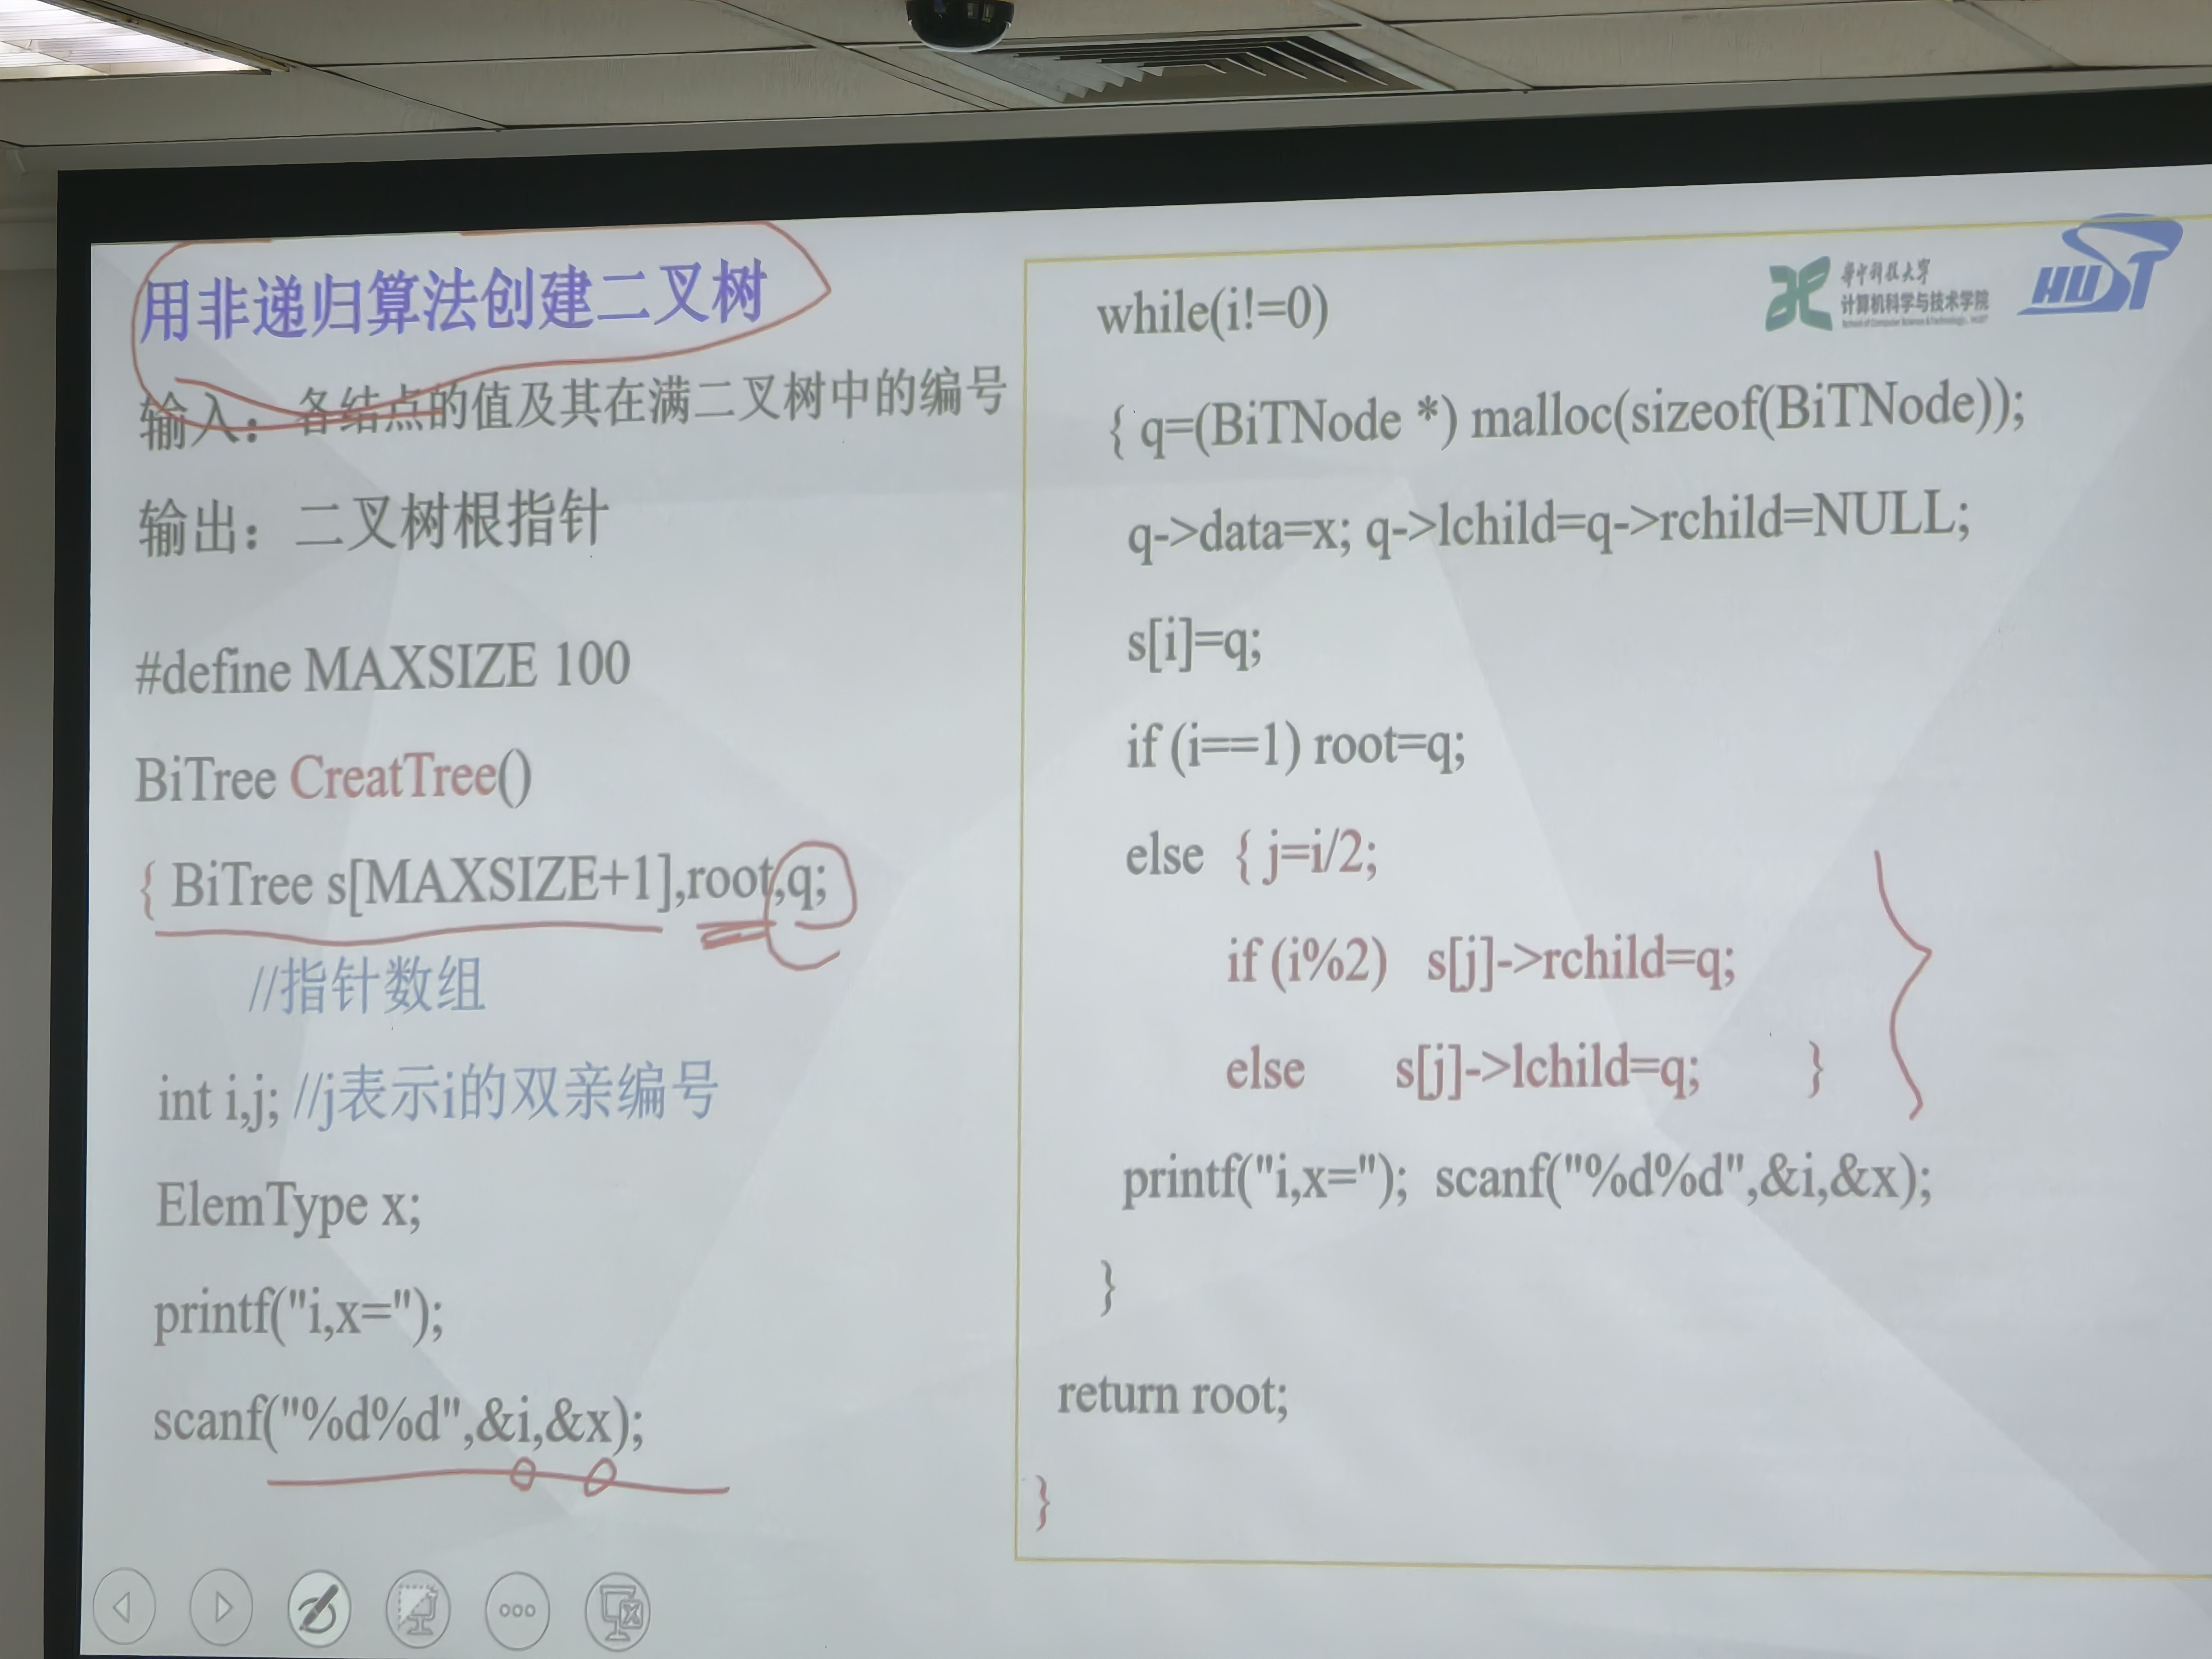 用非递归算法创建二叉树
输入：各结点的值及其在满二叉树中的编号
输出：二叉树根指针
#define MAXSIZE 100
BiTree CreatTree()
{ BiTree s[MAXSIZE+1],root,q;
//指针数组
int i,j; //j表示i的双亲编号
ElemType x;
printf("i,x=");
scanf("%d%d",&i,&x);
华中科技大学
计算机科学与技术学院
HUST
while(i!=0)
{ q=(BiTNode *) malloc(sizeof(BiTNode));
q->data=x; q->lchild=q->rchild=NULL;
s[i]=q;
if (i==1) root=q;
else { j=i/2;
if (i%2) s[j]->rchild=q;
else s[j]->lchild=q; }
printf("i,x="); scanf("%d%d",&i,&x);
}
return root;
}